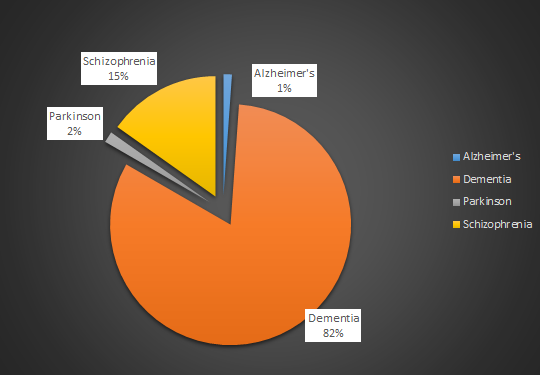 Schizophrenia
15%
Alzheimer's
1%
Parkinson
2%
Dementia
82%
Alzheimer's
Dementia
Parkinson
Schizophrenia